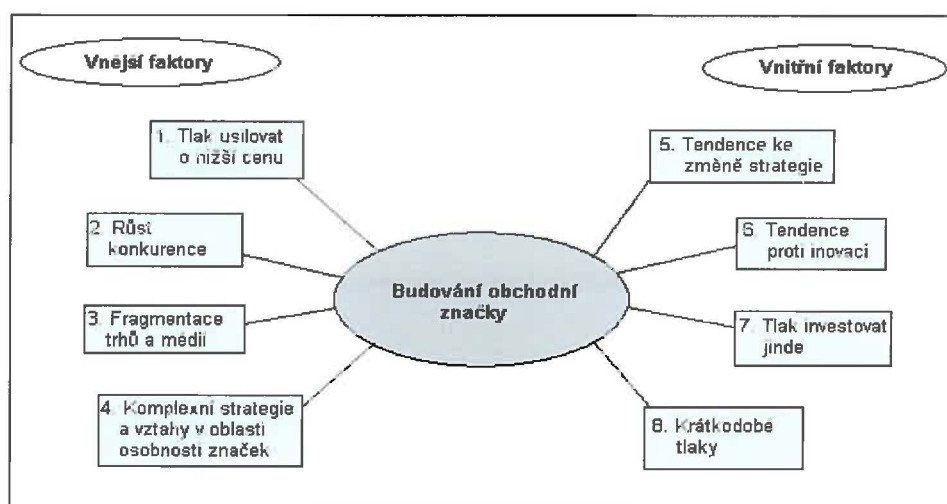 Vnější faktory
Vnitřní faktory
1. Tlak usilovat
o nižší cenu
2. Růst
konkurence
3. Fragmentace
trhů a médií
4. Komplexní strategie
a vztahy v oblasti
osobnosti značek
Budování obchodní
značky
5. Tendence ke
změně strategie
6. Tendence
proti inovaci
7. Tlak investovat
jinde
8. Krátkodobé
tlaky